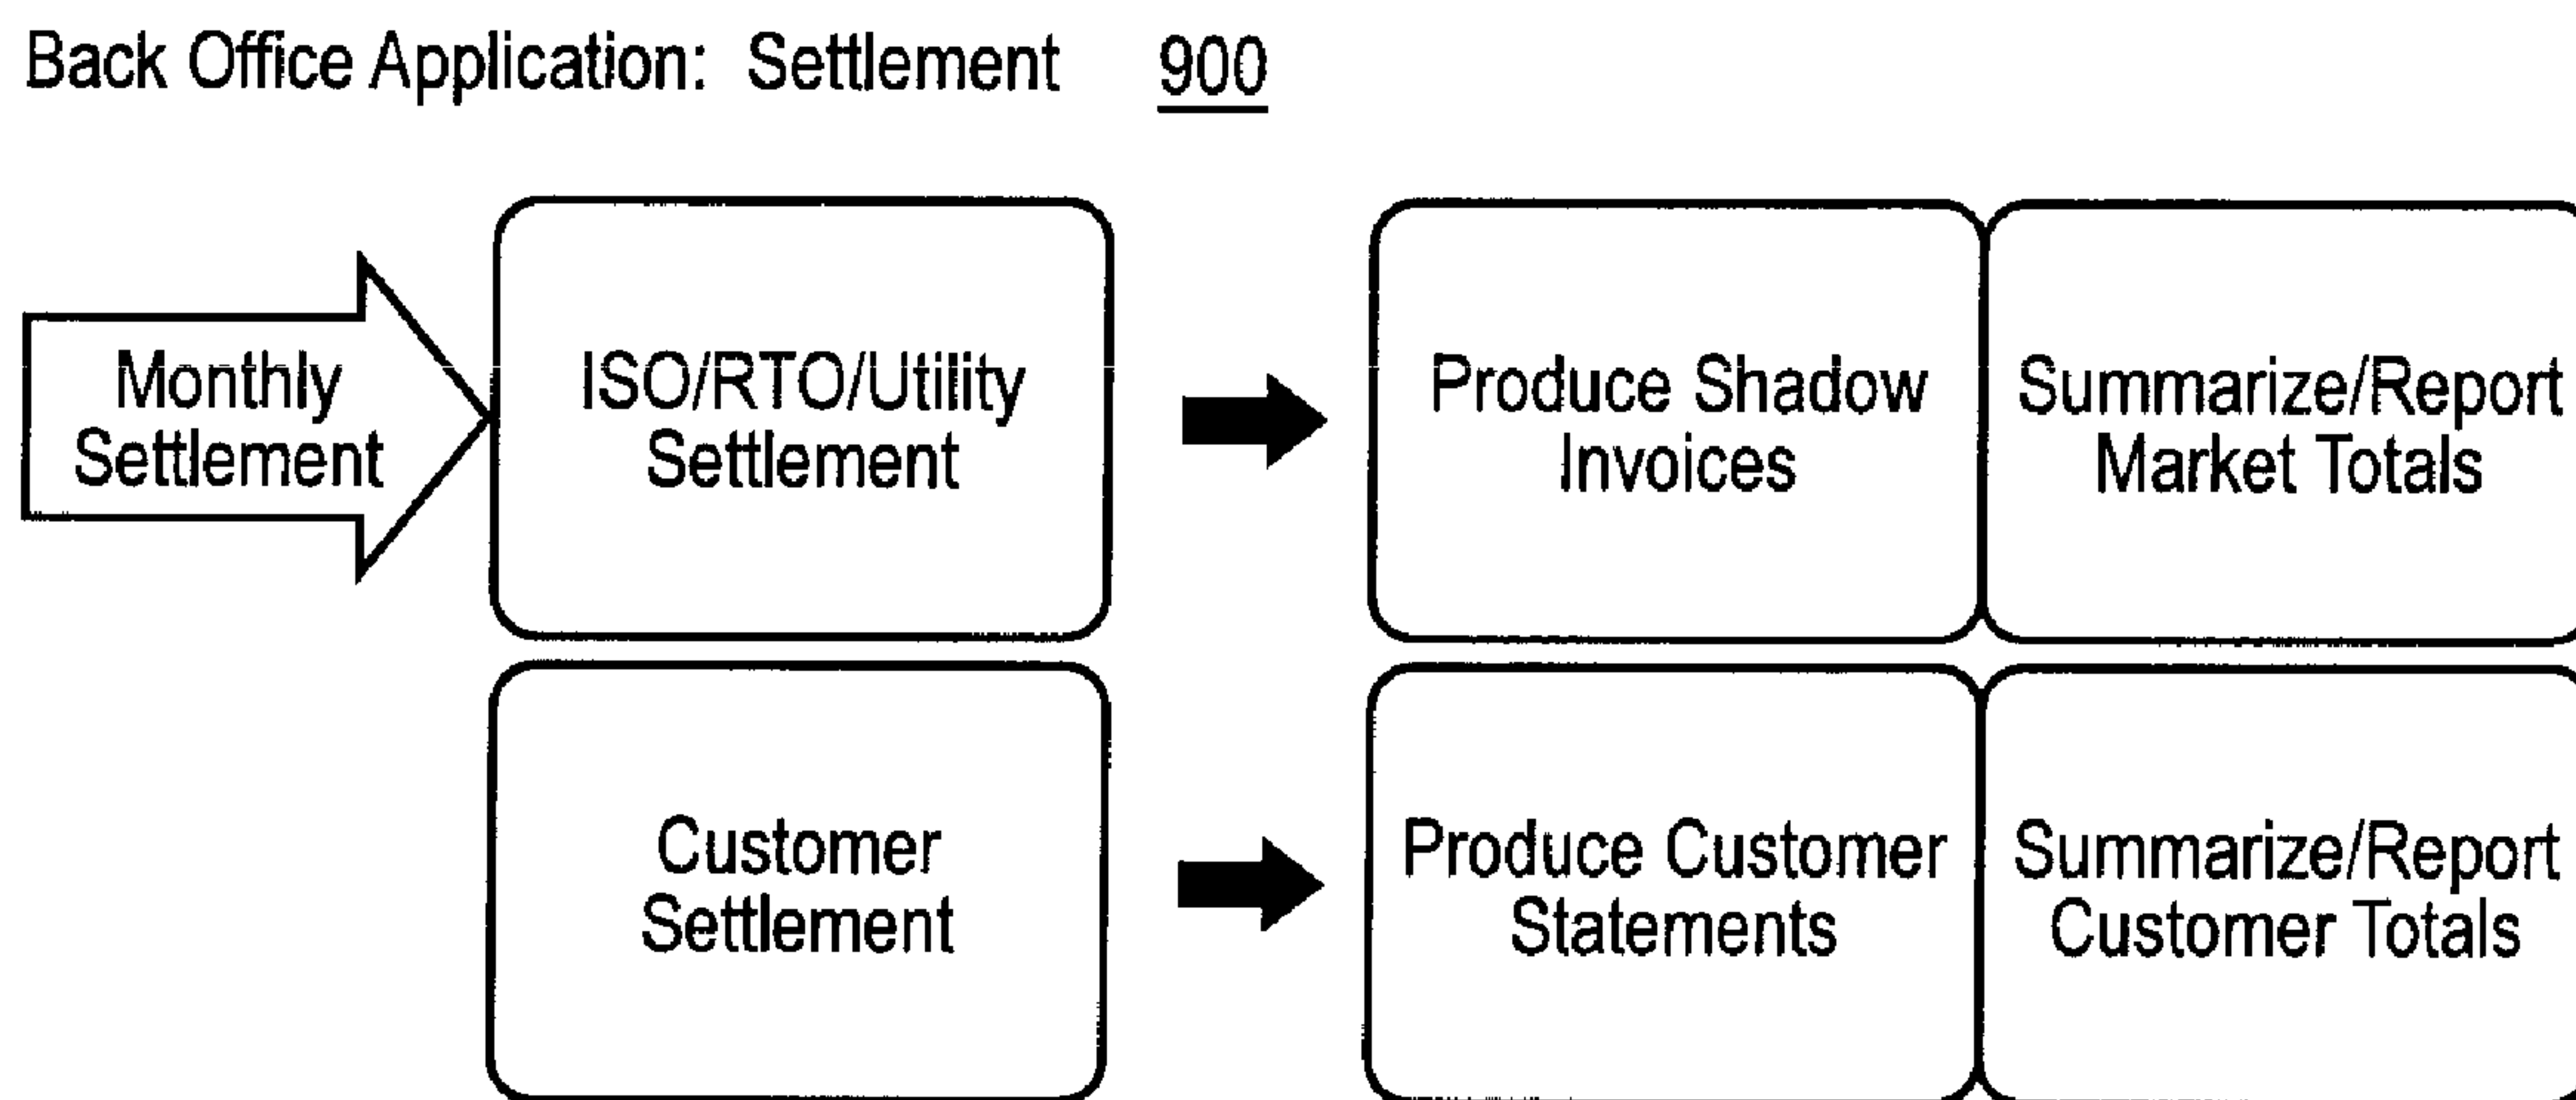 Back Office Application: Settlement 900
Monthly
Settlement
ISO/RTO/Utility
Settlement
Produce Shadow
Invoices
Summarize/Report
Market Totals
Customer
Settlement
Produce Customer
Statements
Summarize/Report
Customer Totals